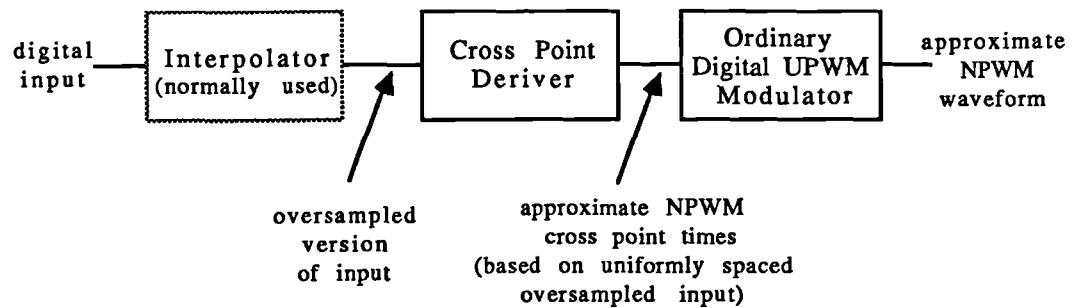 digital
input
Interpolator
(normally used)
Cross Point
Deriver
Ordinary
Digital UPWM
Modulator
approximate
NPWM
waveform
oversampled
version
of input
approximate NPWM
cross point times
(based on uniformly spaced
oversampled input)